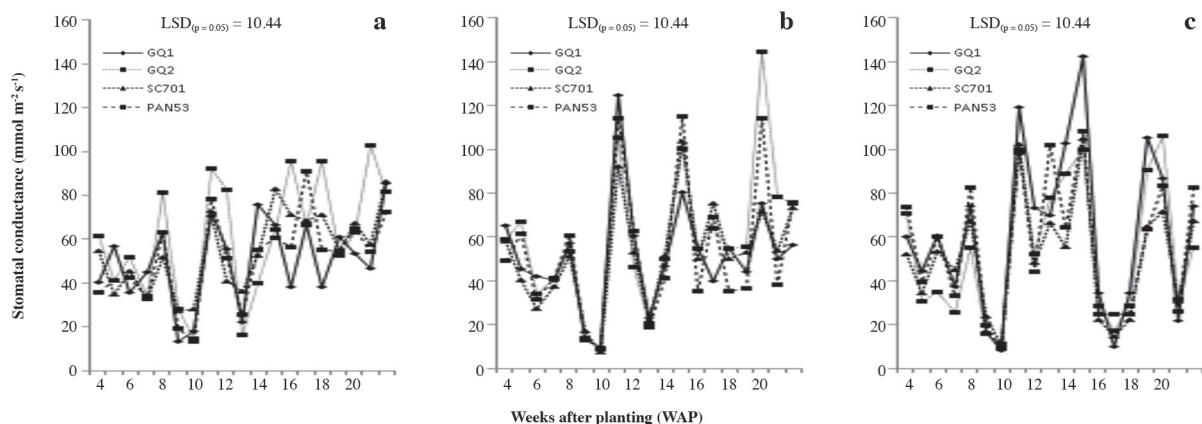 LSD(p = 0.05) = 10.44 a
GQ1
GQ2
SC701
PAN53
160
140
120
100
80
60
40
20
0
4 6 8 10 12 14 16 18 20
Stomatal conductance (mmol m⁻² s⁻¹)
LSD(p = 0.05) = 10.44 b
GQ1
GQ2
SC701
PAN53
160
140
120
100
80
60
40
20
0
4 6 8 10 12 14 16 18 20
LSD(p = 0.05) = 10.44 c
GQ1
GQ2
SC701
PAN53
160
140
120
100
80
60
40
20
0
4 6 8 10 12 14 16 18 20
Weeks after planting (WAP)